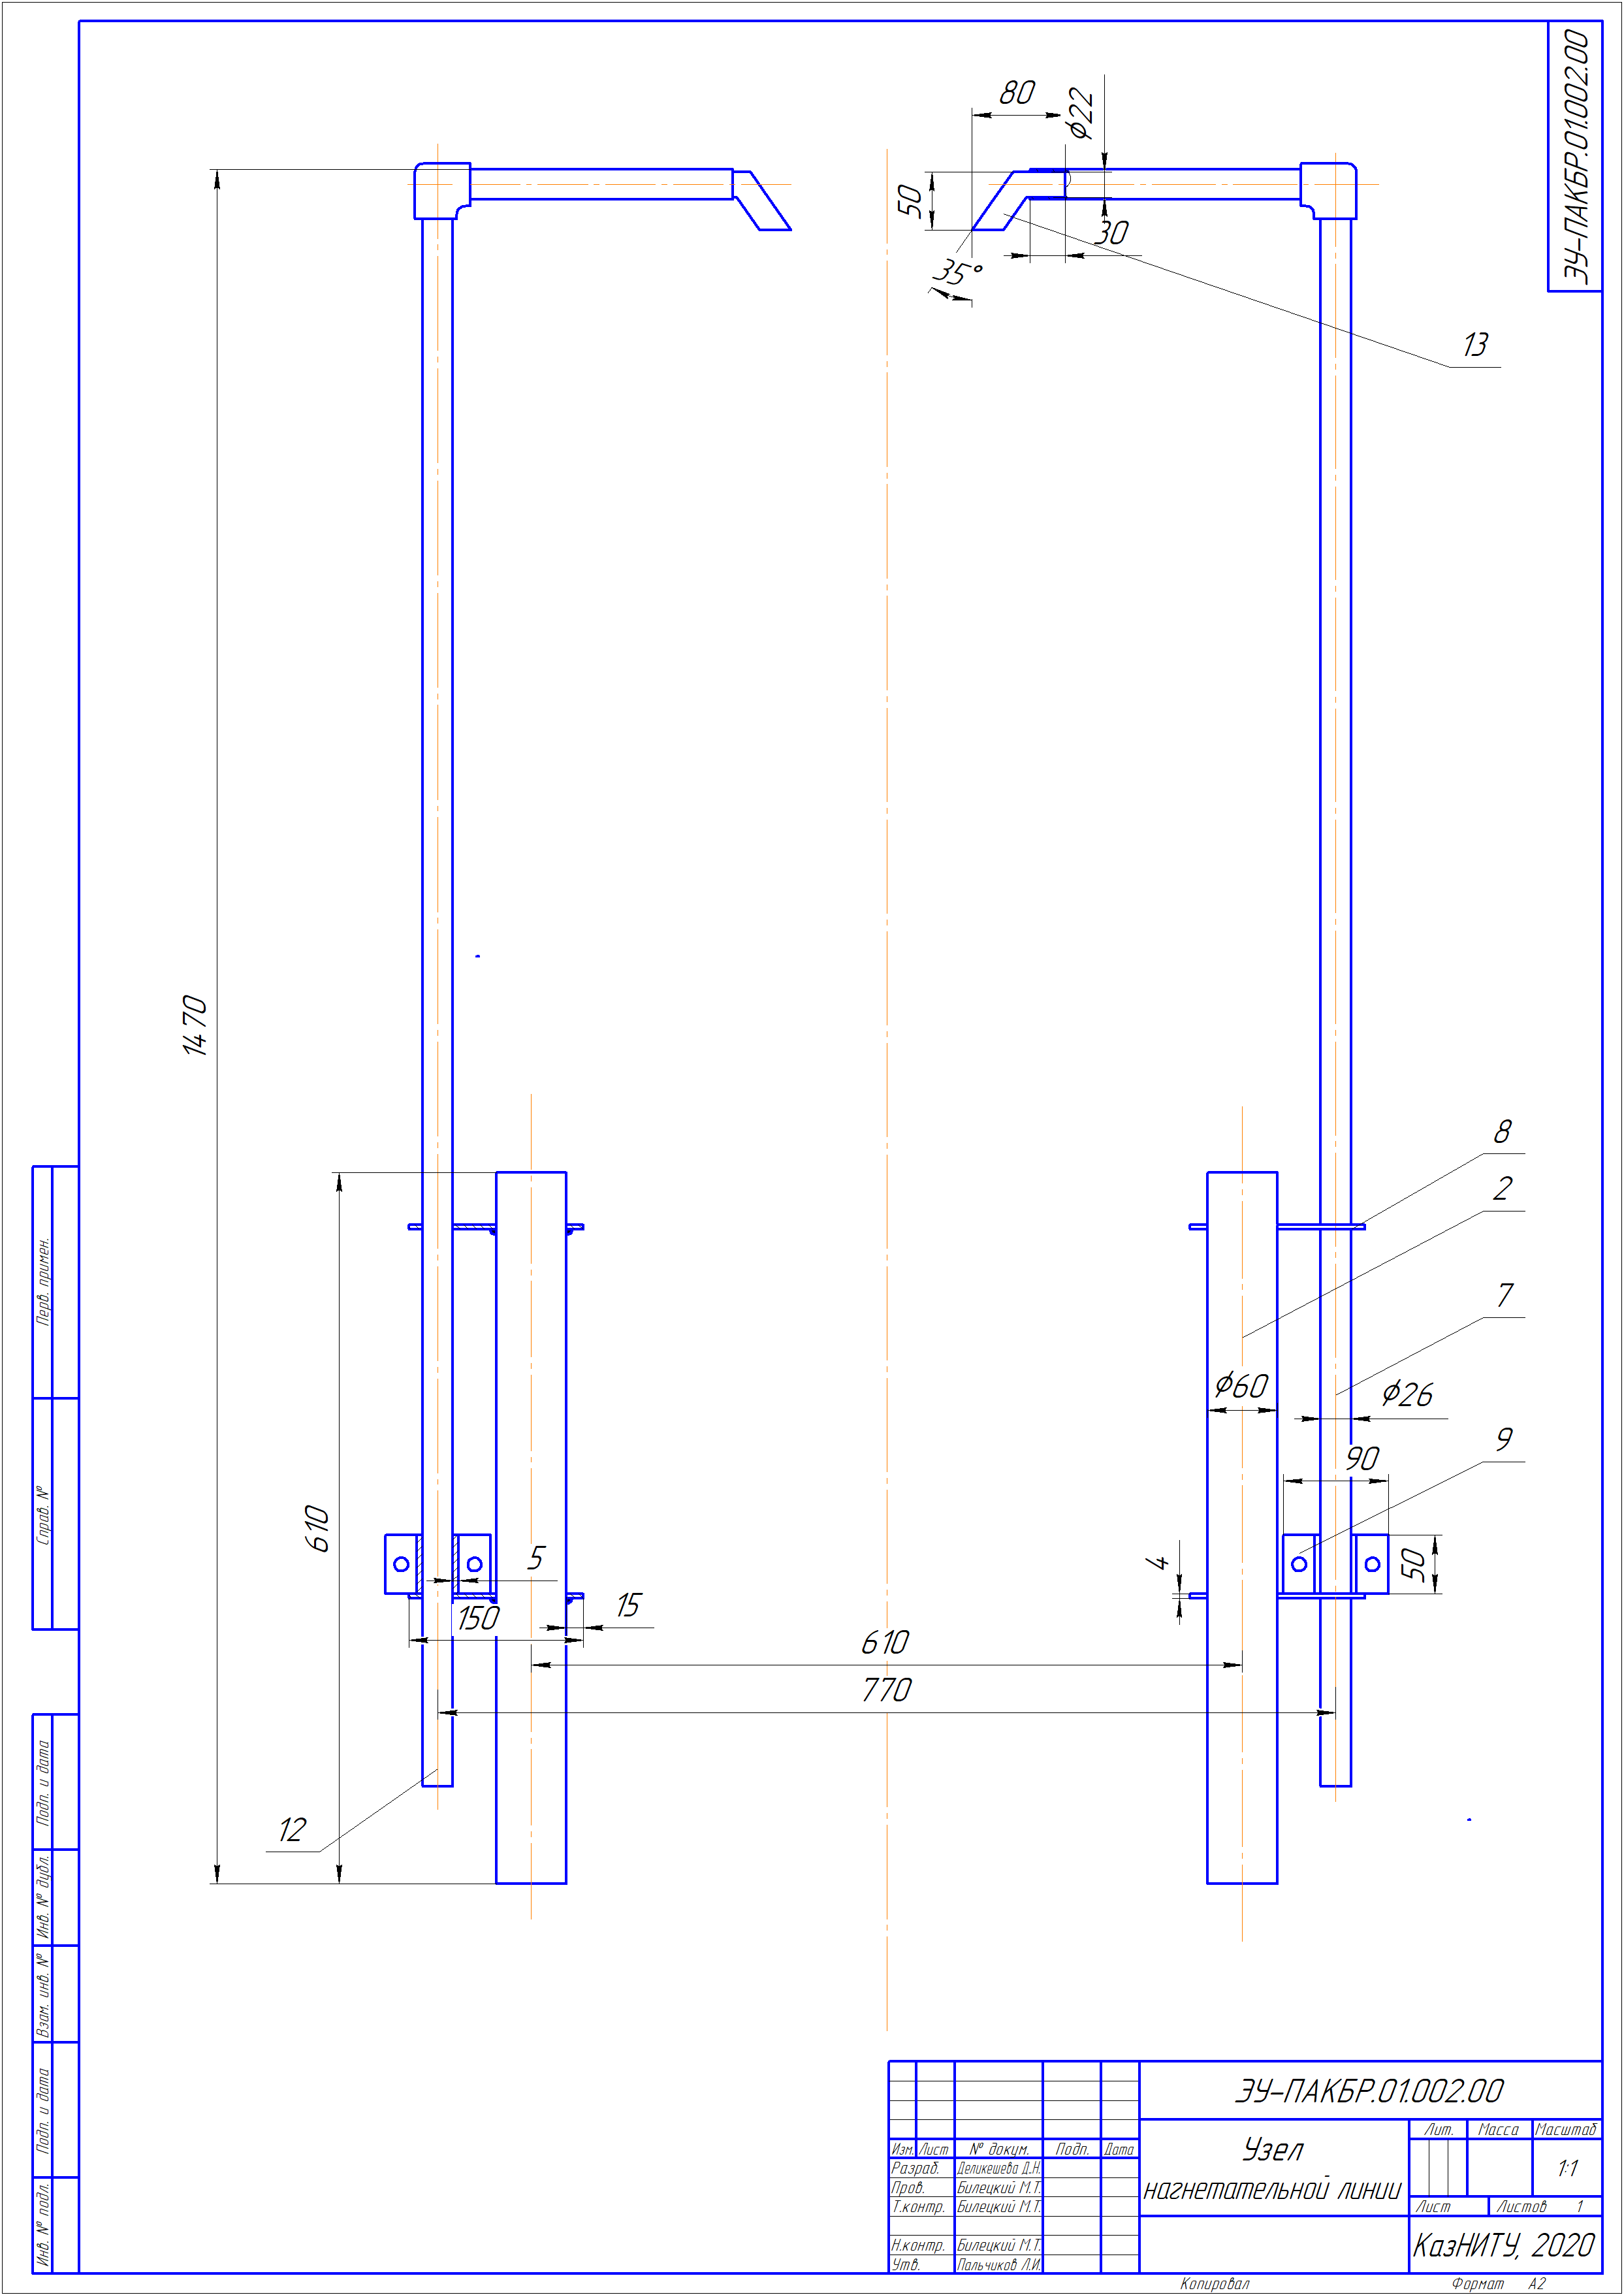 ЭУ-ПАКБР.01.002.00
80
⌀22
50
30
35°
13
1470
8
2
7
⌀60
⌀26
9
90
610
5
4
50
150
15
610
770
12
Перв. примен.
Справ. №
Подп. и дата
Инв. № дубл.
Взам. инв. №
Подп. и дата
Инв. № подл.
ЭУ-ПАКБР.01.002.00
Изм. Лист № докум. Подп. Дата
Разраб. Деликешева Д.Н.
Пров. Билецкий М.Т.
Т.контр. Билецкий М.Т.
Н.контр. Билецкий М.Т.
Утв. Пальчиков Л.И.
Узел
нагнетательной линии
Лит. Масса Масштаб
1:1
Лист Листов 1
КазНИТУ, 2020
Копировал Формат А2